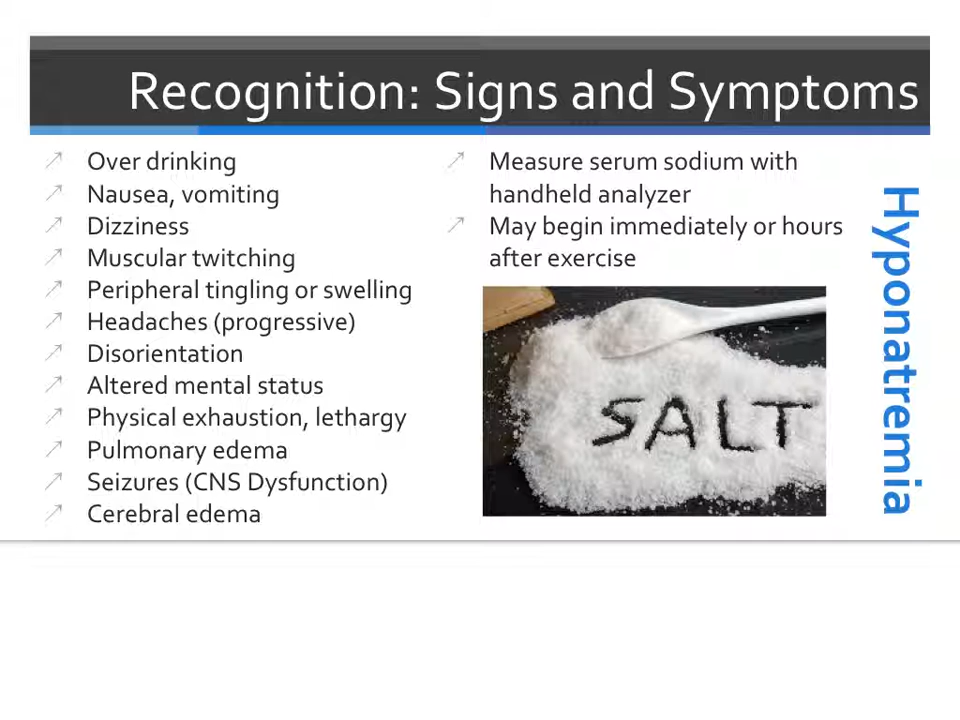 Recognition: Signs and Symptoms
Over drinking
Nausea, vomiting
Dizziness
Muscular twitching
Peripheral tingling or swelling
Headaches (progressive)
Disorientation
Altered mental status
Physical exhaustion, lethargy
Pulmonary edema
Seizures (CNS Dysfunction)
Cerebral edema
Measure serum sodium with
handheld analyzer
May begin immediately or hours
after exercise
SALT
Hyponatremia